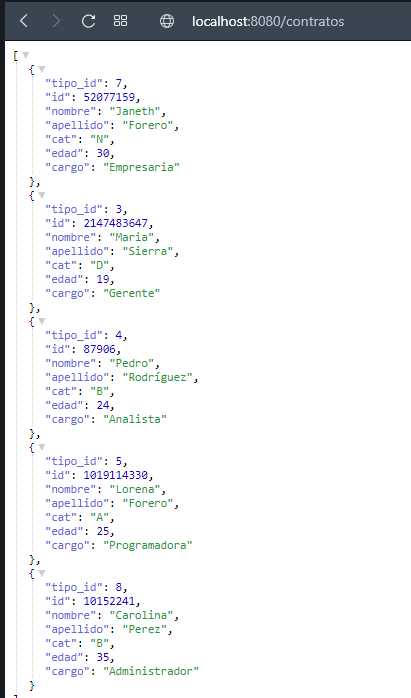 localhost:8080/contratos
[
{
"tipo_id": 7,
"id": 52077159,
"nombre": "Janeth",
"apellido": "Forero",
"cat": "N",
"edad": 30,
"cargo": "Empresaria"
},
{
"tipo_id": 3,
"id": 2147483647,
"nombre": "Maria",
"apellido": "Sierra",
"cat": "D",
"edad": 19,
"cargo": "Gerente"
},
{
"tipo_id": 4,
"id": 87906,
"nombre": "Pedro",
"apellido": "Rodríguez",
"cat": "B",
"edad": 24,
"cargo": "Analista"
},
{
"tipo_id": 5,
"id": 1019114330,
"nombre": "Lorena",
"apellido": "Forero",
"cat": "A",
"edad": 25,
"cargo": "Programadora"
},
{
"tipo_id": 8,
"id": 10152241,
"nombre": "Carolina",
"apellido": "Perez",
"cat": "B",
"edad": 35,
"cargo": "Administrador"
}
]